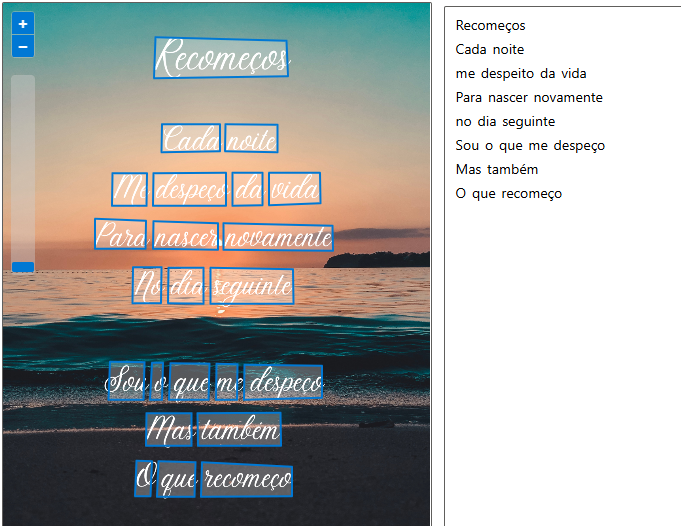 +
−
Recomeços
Cada noite
Me despeço da vida
Para nascer novamente
No dia seguinte
Sou o que me despeço
Mas também
O que recomeço
Recomeços
Cada noite
me despeito da vida
Para nascer novamente
no dia seguinte
Sou o que me despeço
Mas também
O que recomeço